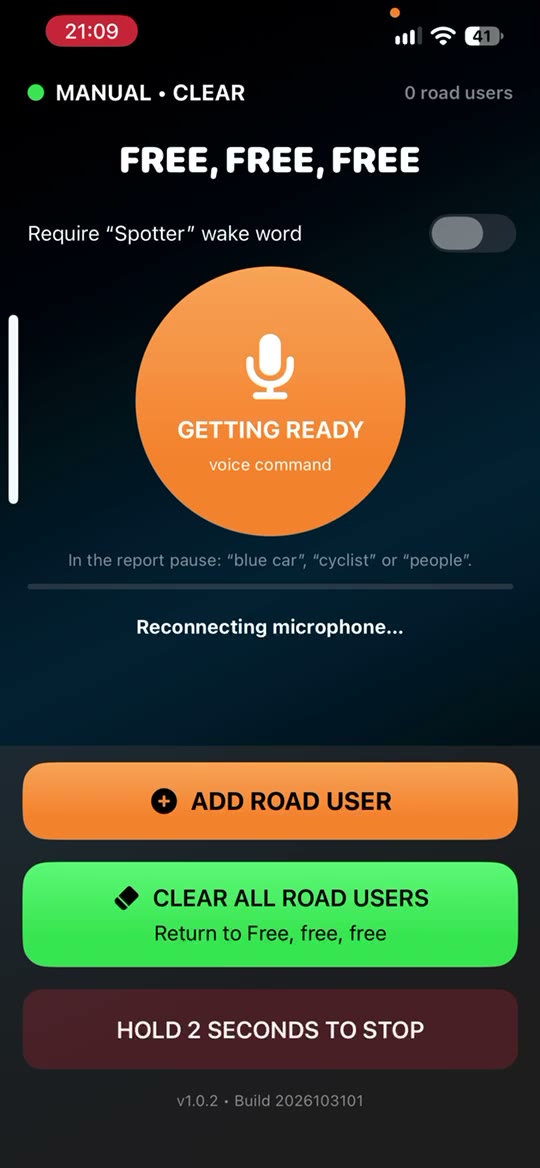 21:09
41
MANUAL • CLEAR
0 road users
FREE, FREE, FREE
Require “Spotter” wake word
GETTING READY
voice command
In the report pause: “blue car”, “cyclist” or “people”.
Reconnecting microphone...
ADD ROAD USER
CLEAR ALL ROAD USERS
Return to Free, free, free
HOLD 2 SECONDS TO STOP
v1.0.2 • Build 2026103101